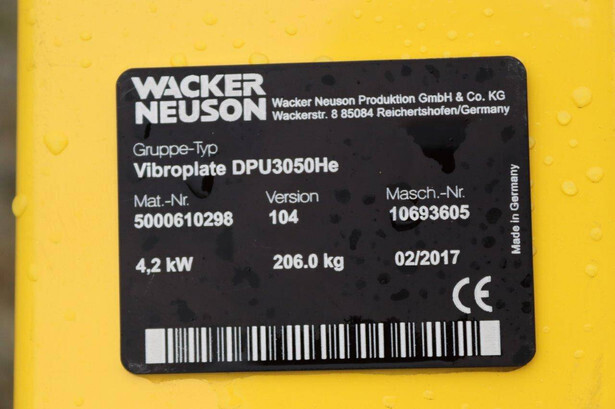 WACKER
NEUSON
Wacker Neuson Produktion GmbH & Co. KG
Wackerstr. 8 85084 Reichertshofen/Germany
Gruppe-Typ
Vibroplate DPU3050He
Mat.-Nr. Version Masch.-Nr.
5000610298 104 10693605
4,2 kW 206.0 kg 02/2017
Made in Germany
CE